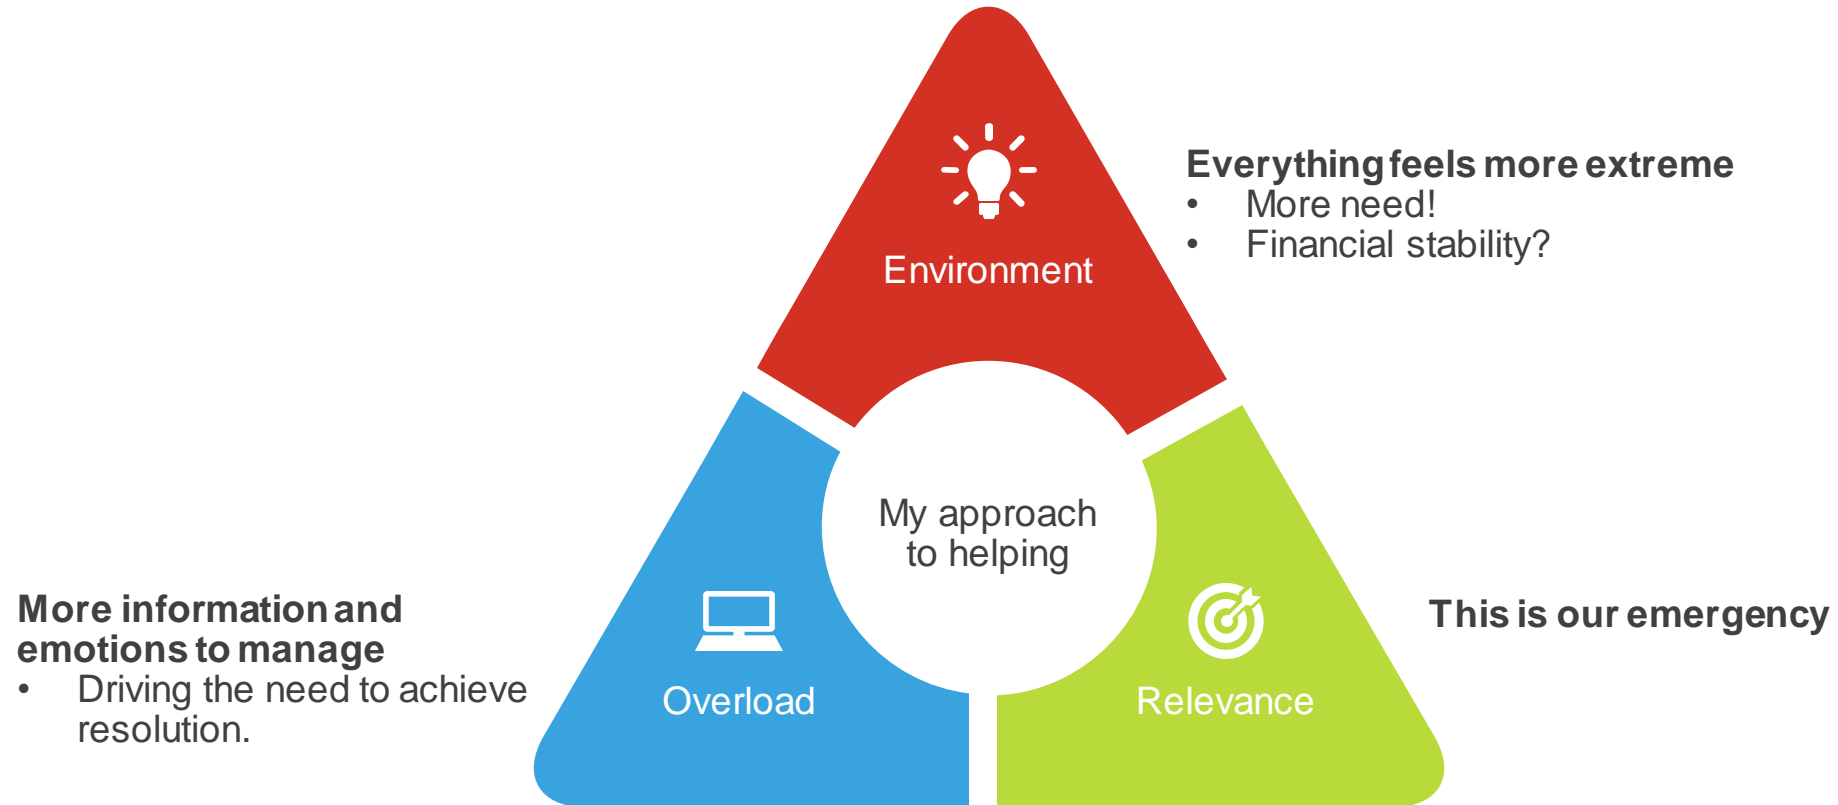 Everything feels more extreme
• More need!
• Financial stability?
Environment
My approach
to helping
More information and
emotions to manage
• Driving the need to achieve
resolution.
Overload
Relevance
This is our emergency